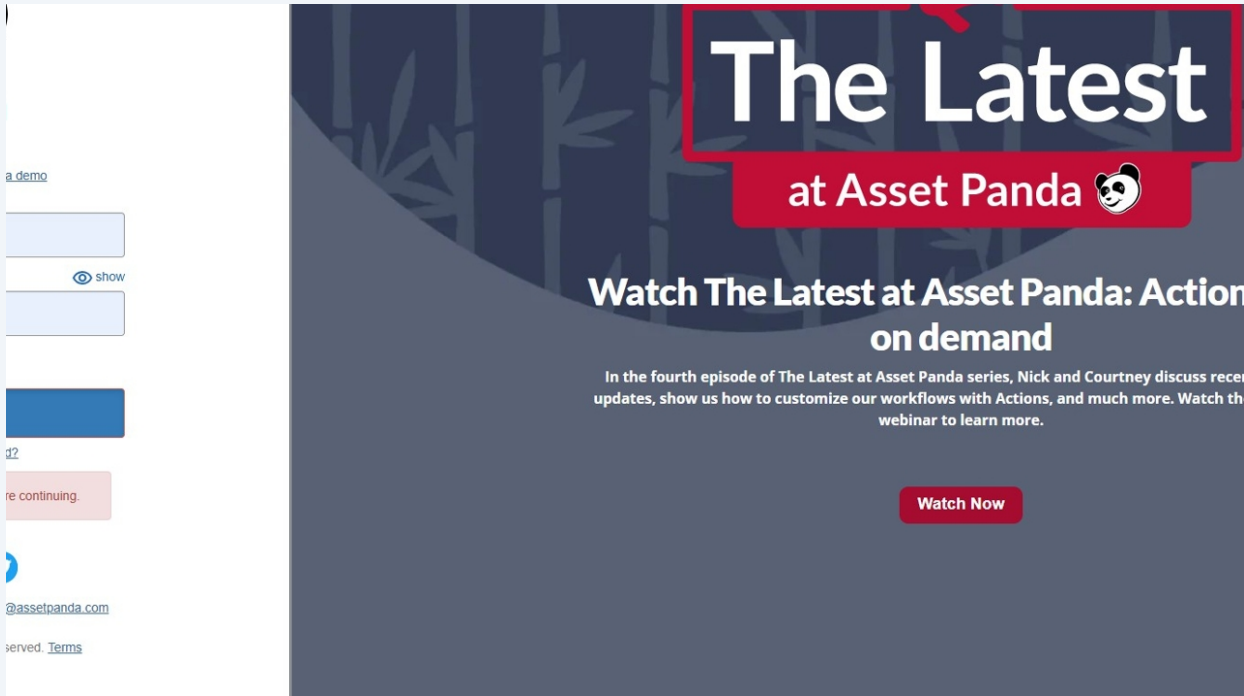 a demo
show
d?
re continuing.
@assetpanda.com
served. Terms
The Latest
at Asset Panda
Watch The Latest at Asset Panda: Action
on demand
In the fourth episode of The Latest at Asset Panda series, Nick and Courtney discuss recen
updates, show us how to customize our workflows with Actions, and much more. Watch the
webinar to learn more.
Watch Now